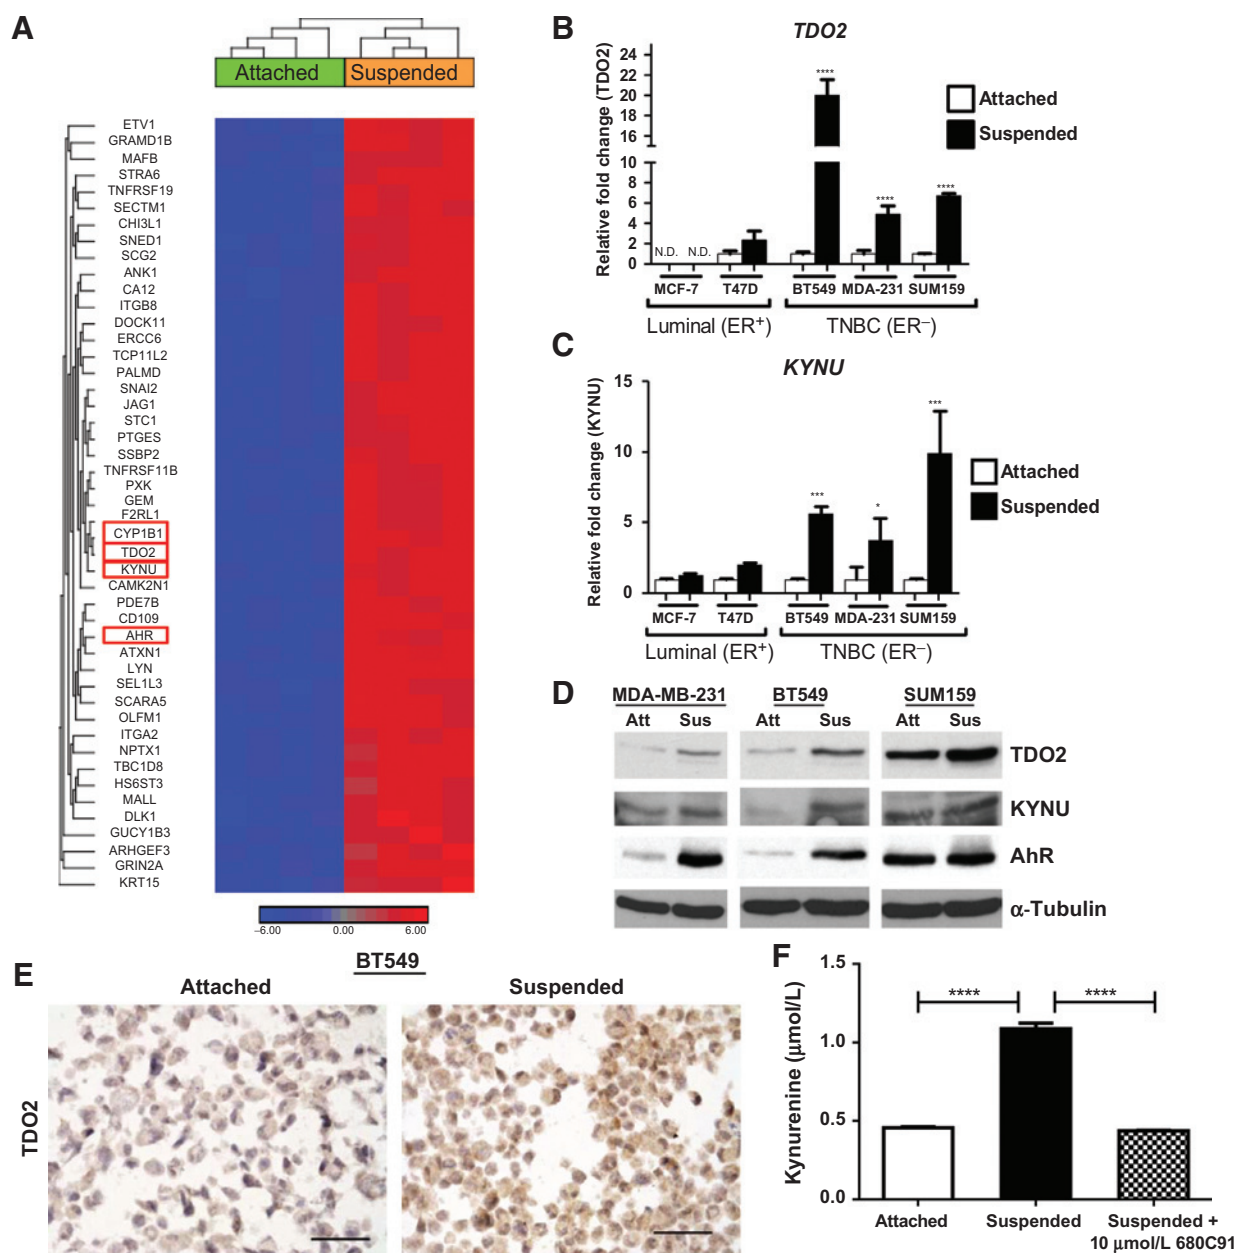 A
Attached Suspended
ETV1
GRAMD1B
MAFB
STRA6
TNFRSF19
SECTM1
CHI3L1
SNED1
SCG2
ANK1
CA12
ITGB8
DOCK11
ERCC6
TCP11L2
PALMD
SNAI2
JAG1
STC1
PTGES
SSBP2
TNFRSF11B
PXK
GEM
F2RL1
CYP1B1
TDO2
KYNU
CAMK2N1
PDE7B
CD109
AHR
ATXN1
LYN
SEL1L3
SCARA5
OLFM1
ITGA2
NPTX1
TBC1D8
HS6ST3
MALL
DLK1
GUCY1B3
ARHGEF3
GRIN2A
KRT15
–6.00 0.00 6.00
B
TDO2
Relative fold change (TDO2)
24
22
20
18
16
10
8
6
4
2
0
N.D. N.D. **** **** ****
Attached
Suspended
MCF-7 T47D BT549 MDA-231 SUM159
Luminal (ER+) TNBC (ER–)
C
KYNU
Relative fold change (KYNU)
15
10
5
0
*** * ***
Attached
Suspended
MCF-7 T47D BT549 MDA-231 SUM159
Luminal (ER+) TNBC (ER–)
D
MDA-MB-231 BT549 SUM159
Att Sus Att Sus Att Sus
TDO2
KYNU
AhR
α-Tubulin
E
BT549
Attached Suspended
TDO2
F
Kynurenine (μmol/L)
1.5
1.0
0.5
0.0
**** ****
Attached Suspended Suspended +
10 μmol/L 680C91